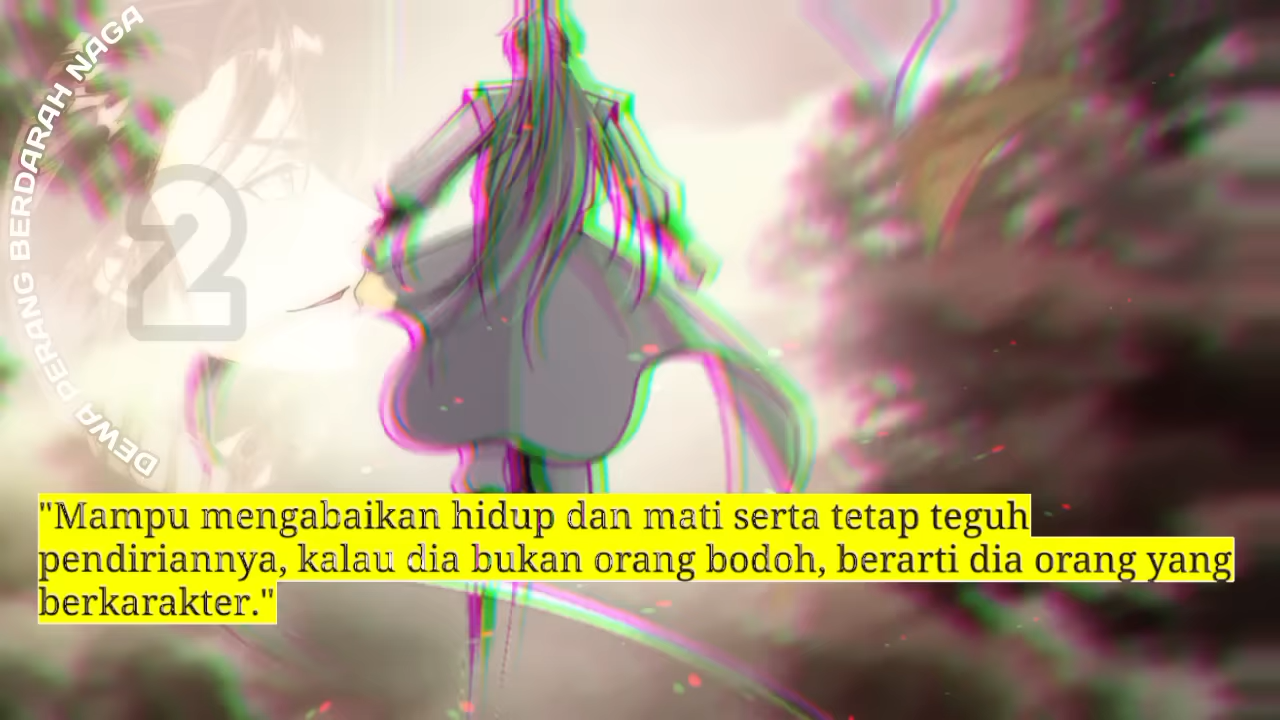 DEWA PERANG BERDARAH NAGA
2
"Mampu mengabaikan hidup dan mati serta tetap teguh
pendiriannya, kalau dia bukan orang bodoh, berarti dia orang yang
berkarakter."